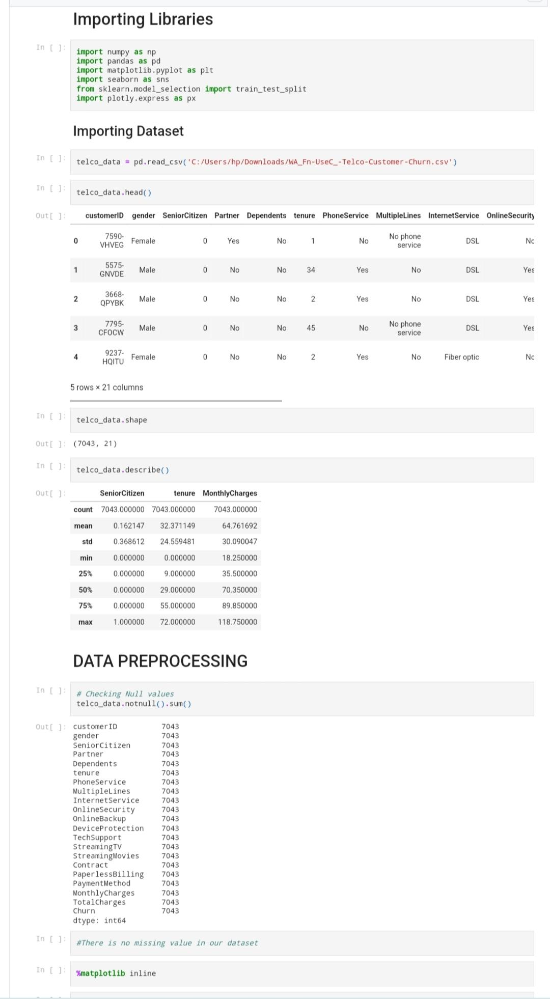 Importing Libraries
In [ ]:
import numpy as np
import pandas as pd
import matplotlib.pyplot as plt
import seaborn as sns
from sklearn.model_selection import train_test_split
import plotly.express as px
Importing Dataset
In [ ]:
telco_data = pd.read_csv('C:/Users/hp/Downloads/WA_Fn-UseC_-Telco-Customer-Churn.csv')
In [ ]:
telco_data.head()
Out[ ]:
customerID gender SeniorCitizen Partner Dependents tenure PhoneService MultipleLines InternetService OnlineSecurity
0 7590-VHVEG Female 0 Yes No 1 No No phone service DSL No
1 5575-GNVDE Male 0 No No 34 Yes No DSL Yes
2 3668-QPYBK Male 0 No No 2 Yes No DSL Yes
3 7795-CFOCW Male 0 No No 45 No No phone service DSL Yes
4 9237-HQITU Female 0 No No 2 Yes No Fiber optic No
5 rows × 21 columns
In [ ]:
telco_data.shape
Out[ ]: (7043, 21)
In [ ]:
telco_data.describe()
Out[ ]:
SeniorCitizen tenure MonthlyCharges
count 7043.000000 7043.000000 7043.000000
mean 0.162147 32.371149 64.761692
std 0.368612 24.559481 30.090047
min 0.000000 0.000000 18.250000
25% 0.000000 9.000000 35.500000
50% 0.000000 29.000000 70.350000
75% 0.000000 55.000000 89.850000
max 1.000000 72.000000 118.750000
DATA PREPROCESSING
In [ ]:
# Checking Null values
telco_data.notnull().sum()
Out[ ]:
customerID 7043
gender 7043
SeniorCitizen 7043
Partner 7043
Dependents 7043
tenure 7043
PhoneService 7043
MultipleLines 7043
InternetService 7043
OnlineSecurity 7043
OnlineBackup 7043
DeviceProtection 7043
TechSupport 7043
StreamingTV 7043
StreamingMovies 7043
Contract 7043
PaperlessBilling 7043
PaymentMethod 7043
MonthlyCharges 7043
TotalCharges 7043
Churn 7043
dtype: int64
In [ ]:
#There is no missing value in our dataset
In [ ]:
%matplotlib inline